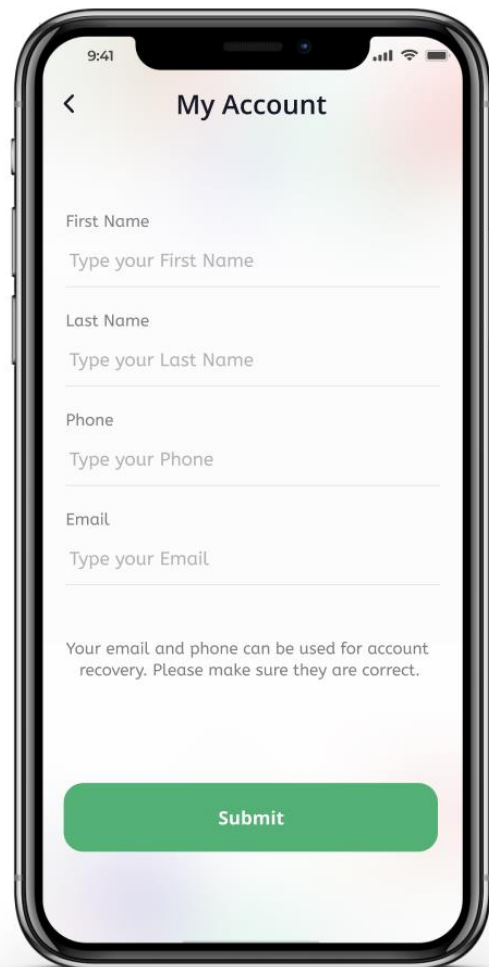 9:41
My Account
First Name
Type your First Name
Last Name
Type your Last Name
Phone
Type your Phone
Email
Type your Email
Your email and phone can be used for account
recovery. Please make sure they are correct.
Submit